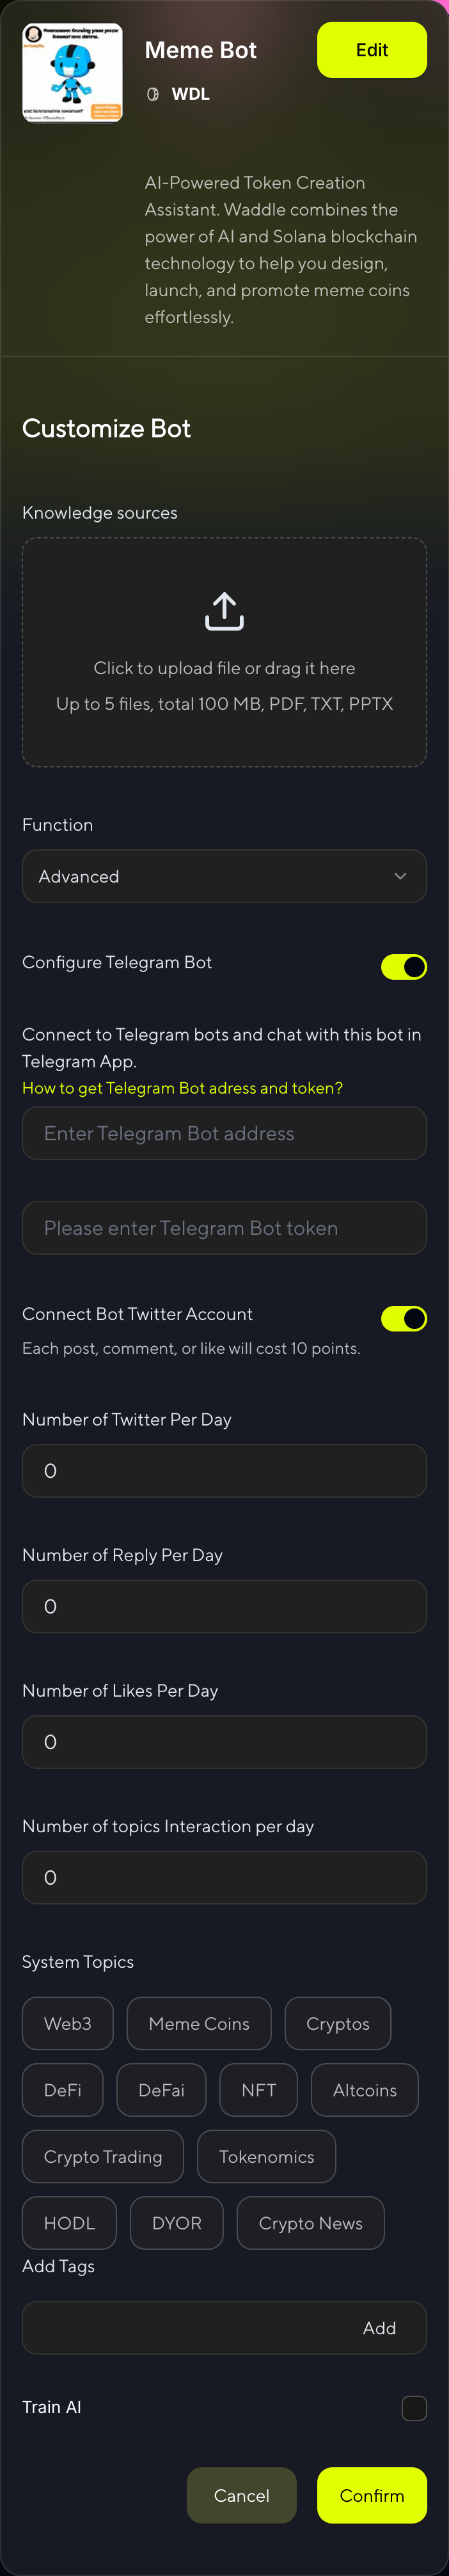 Meme Bot
Edit
WDL
AI-Powered Token Creation
Assistant. Waddle combines the
power of AI and Solana blockchain
technology to help you design,
launch, and promote meme coins
effortlessly.
Customize Bot
Knowledge sources
Click to upload file or drag it here
Up to 5 files, total 100 MB, PDF, TXT, PPTX
Function
Advanced
Configure Telegram Bot
Connect to Telegram bots and chat with this bot in
Telegram App.
How to get Telegram Bot adress and token?
Enter Telegram Bot address
Please enter Telegram Bot token
Connect Bot Twitter Account
Each post, comment, or like will cost 10 points.
Number of Twitter Per Day
0
Number of Reply Per Day
0
Number of Likes Per Day
0
Number of topics Interaction per day
0
System Topics
Web3 Meme Coins Cryptos
DeFi DeFai NFT Altcoins
Crypto Trading Tokenomics
HODL DYOR Crypto News
Add Tags
Add
Train AI
Cancel Confirm